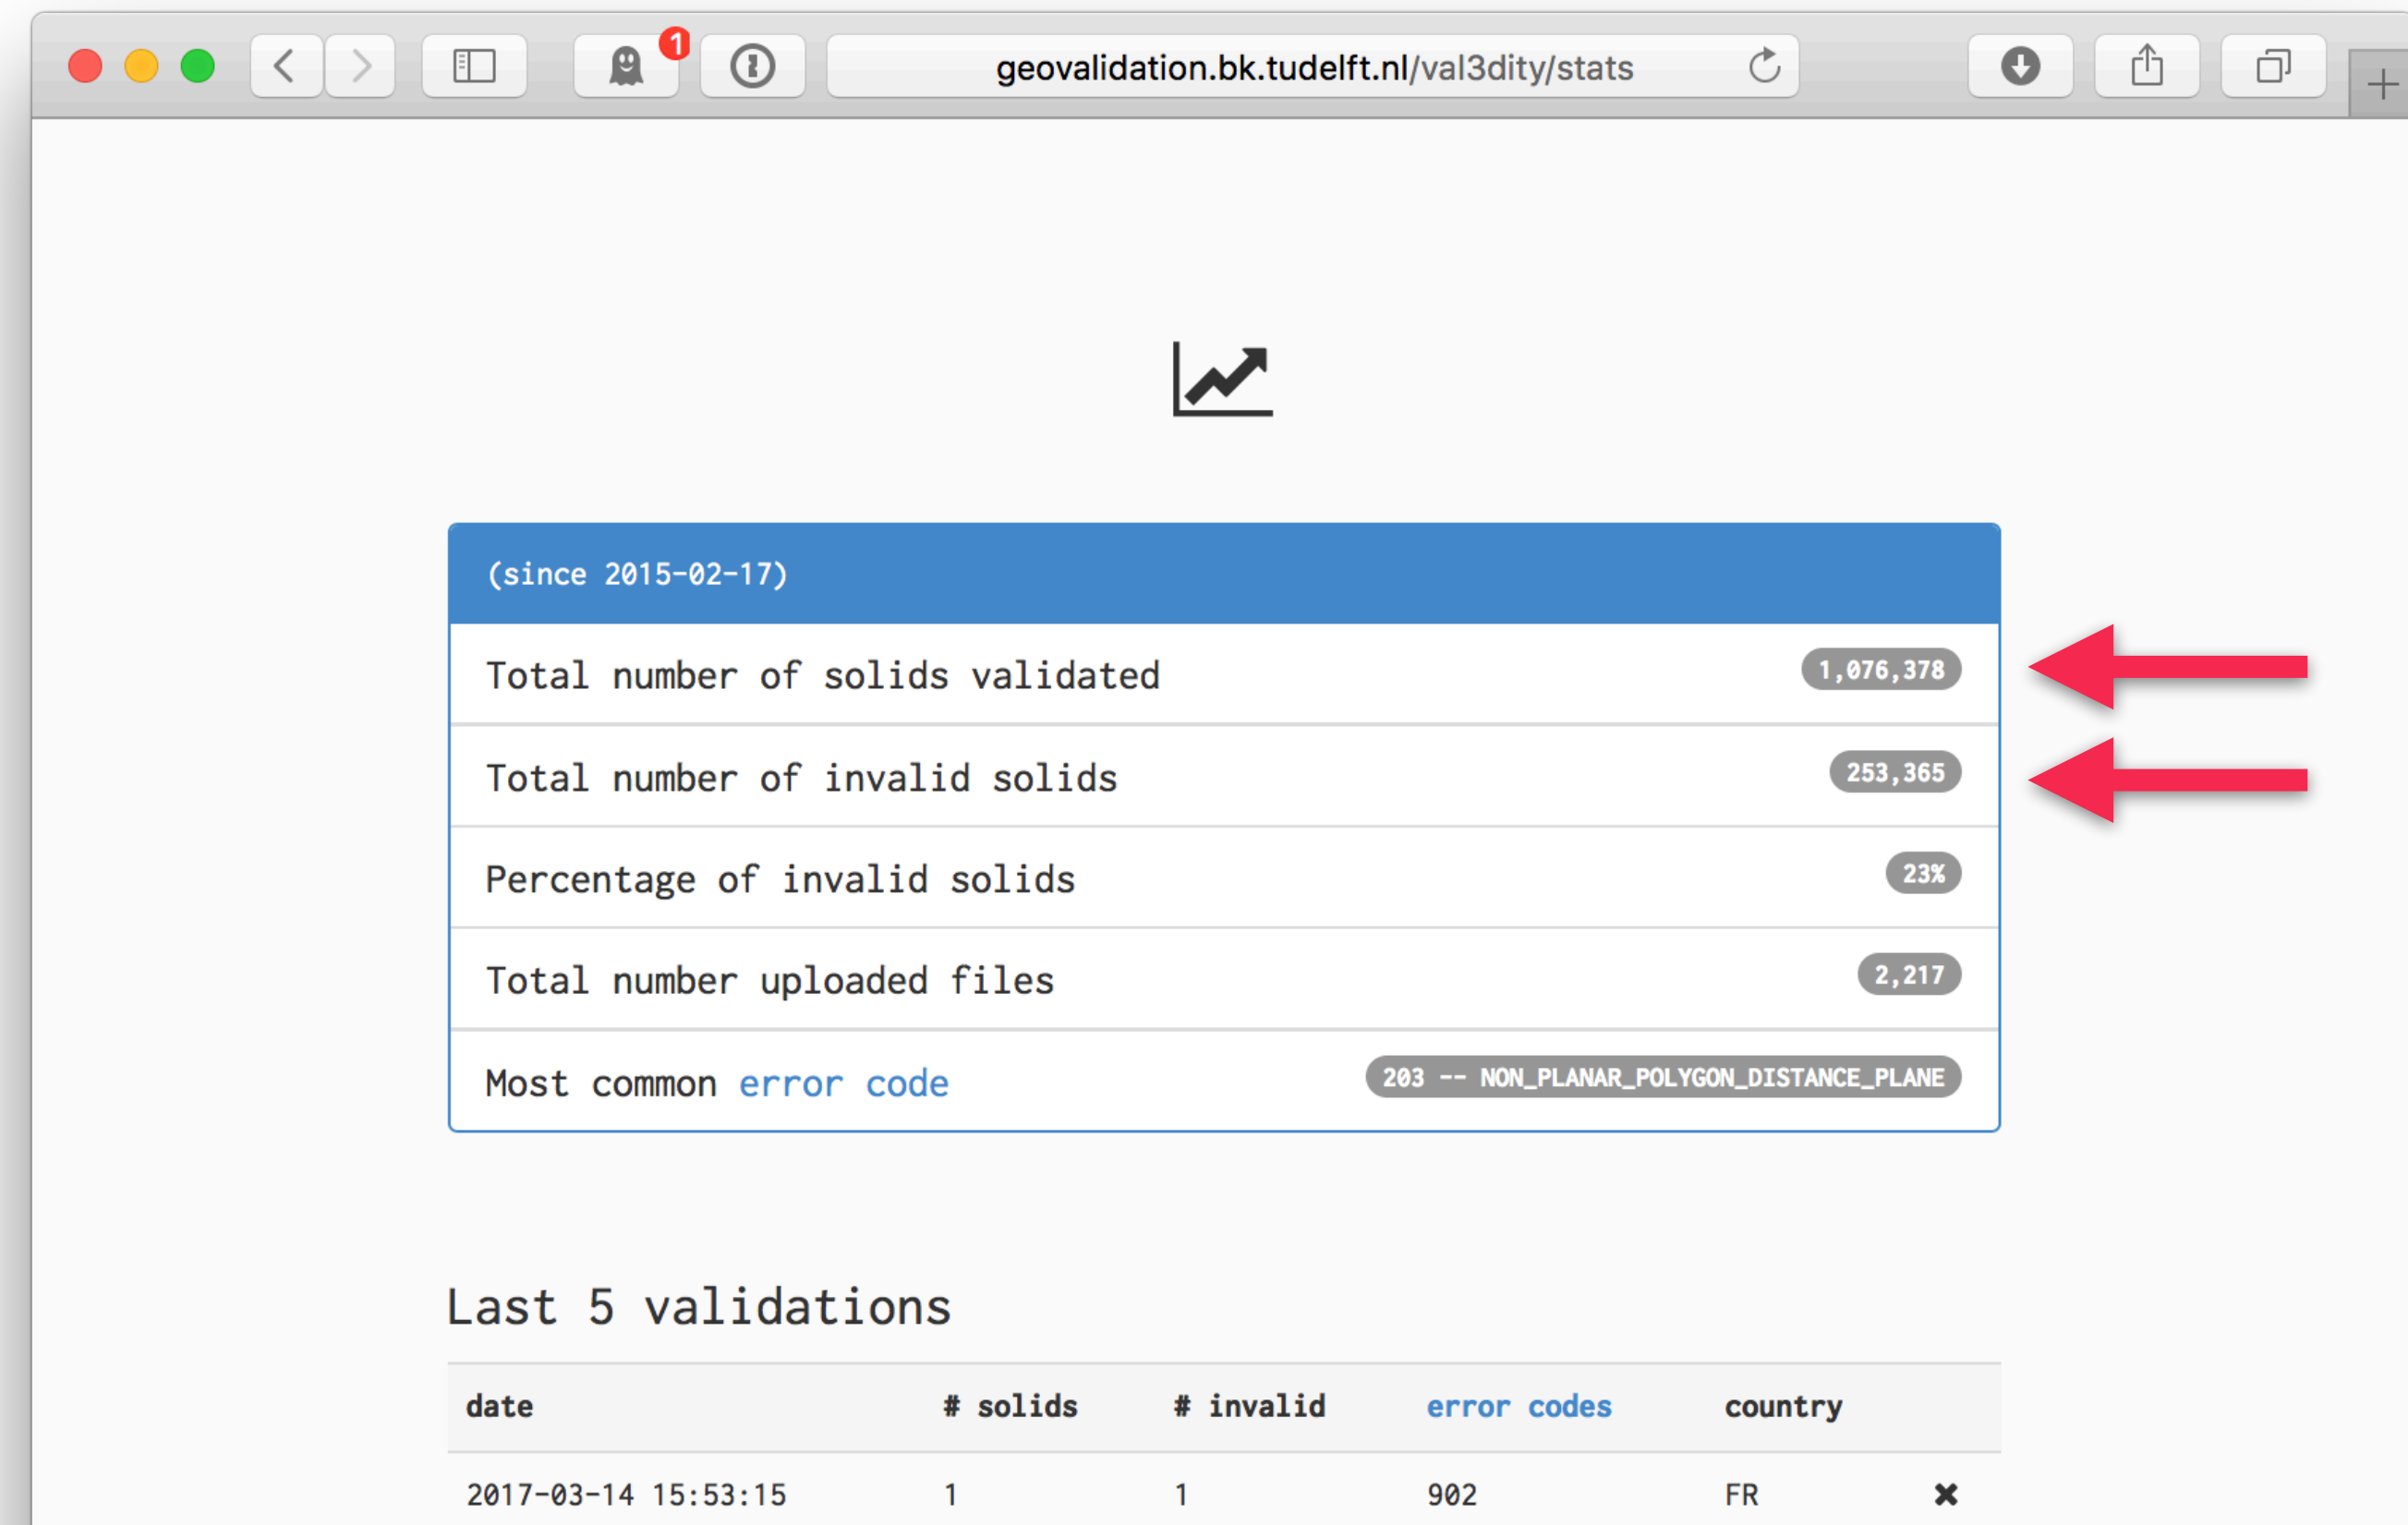 1
geovalidation.bk.tudelft.nl/val3dity/stats
(since 2015-02-17)
Total number of solids validated 1,076,378
Total number of invalid solids 253,365
Percentage of invalid solids 23%
Total number uploaded files 2,217
Most common error code 203 -- NON_PLANAR_POLYGON_DISTANCE_PLANE
Last 5 validations
date # solids # invalid error codes country
2017-03-14 15:53:15 1 1 902 FR